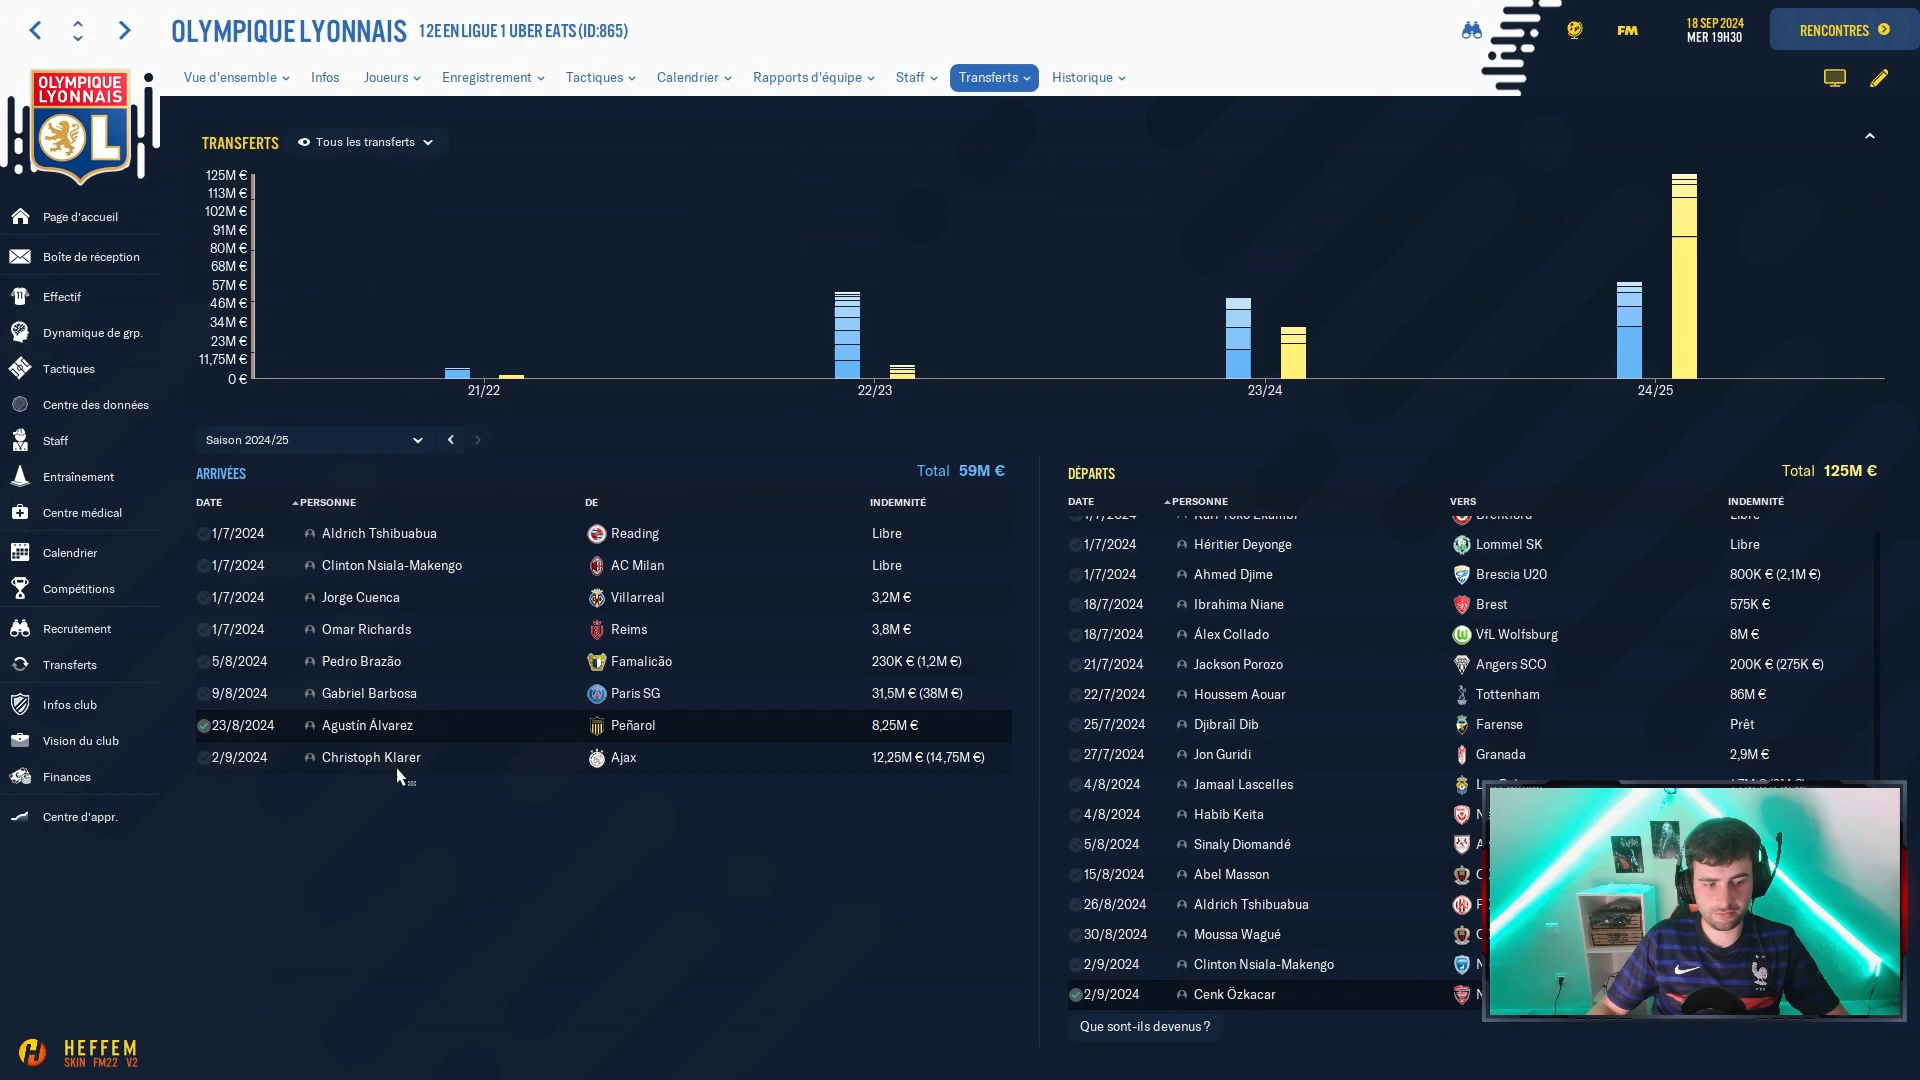 OLYMPIQUE LYONNAIS 12E EN LIGUE 1 UBER EATS (ID:865)
FM
18 SEP 2024
MER 19H30
RENCONTRES
Vue d'ensemble Infos Joueurs Enregistrement Tactiques Calendrier Rapports d'équipe Staff Transferts Historique
OLYMPIQUE
LYONNAIS
OL
Page d'accueil
Boîte de réception
11
Effectif
Dynamique de grp.
Tactiques
Centre des données
Staff
Entraînement
Centre médical
Calendrier
Compétitions
Recrutement
Transferts
Infos club
Vision du club
Finances
Centre d'appr.
HEFFEM
SKIN FM22 V2
TRANSFERTS Tous les transferts
125M €
113M €
102M €
91M €
80M €
68M €
57M €
46M €
34M €
23M €
11,75M €
0 €
21/22 22/23 23/24 24/25
Saison 2024/25
ARRIVÉES Total 59M €
DATE PERSONNE DE INDEMNITÉ
1/7/2024 Aldrich Tshibuabua Reading Libre
1/7/2024 Clinton Nsiala-Makengo AC Milan Libre
1/7/2024 Jorge Cuenca Villarreal 3,2M €
1/7/2024 Omar Richards Reims 3,8M €
5/8/2024 Pedro Brazão Famalicão 230K € (1,2M €)
9/8/2024 Gabriel Barbosa Paris SG 31,5M € (38M €)
23/8/2024 Agustín Álvarez Peñarol 8,25M €
2/9/2024 Christoph Klarer Ajax 12,25M € (14,75M €)
DÉPARTS Total 125M €
DATE PERSONNE VERS INDEMNITÉ
1/7/2024 Brentford Libre
1/7/2024 Héritier Deyonge Lommel SK Libre
1/7/2024 Ahmed Djime Brescia U20 800K € (2,1M €)
18/7/2024 Ibrahima Niane Brest 575K €
18/7/2024 Álex Collado VfL Wolfsburg 8M €
21/7/2024 Jackson Porozo Angers SCO 200K € (275K €)
22/7/2024 Houssem Aouar Tottenham 86M €
25/7/2024 Djibraïl Dib Farense Prêt
27/7/2024 Jon Guridi Granada 2,9M €
4/8/2024 Jamaal Lascelles
4/8/2024 Habib Keita
5/8/2024 Sinaly Diomandé
15/8/2024 Abel Masson
26/8/2024 Aldrich Tshibuabua
30/8/2024 Moussa Wagué
2/9/2024 Clinton Nsiala-Makengo
2/9/2024 Cenk Özkacar
Que sont-ils devenus ?